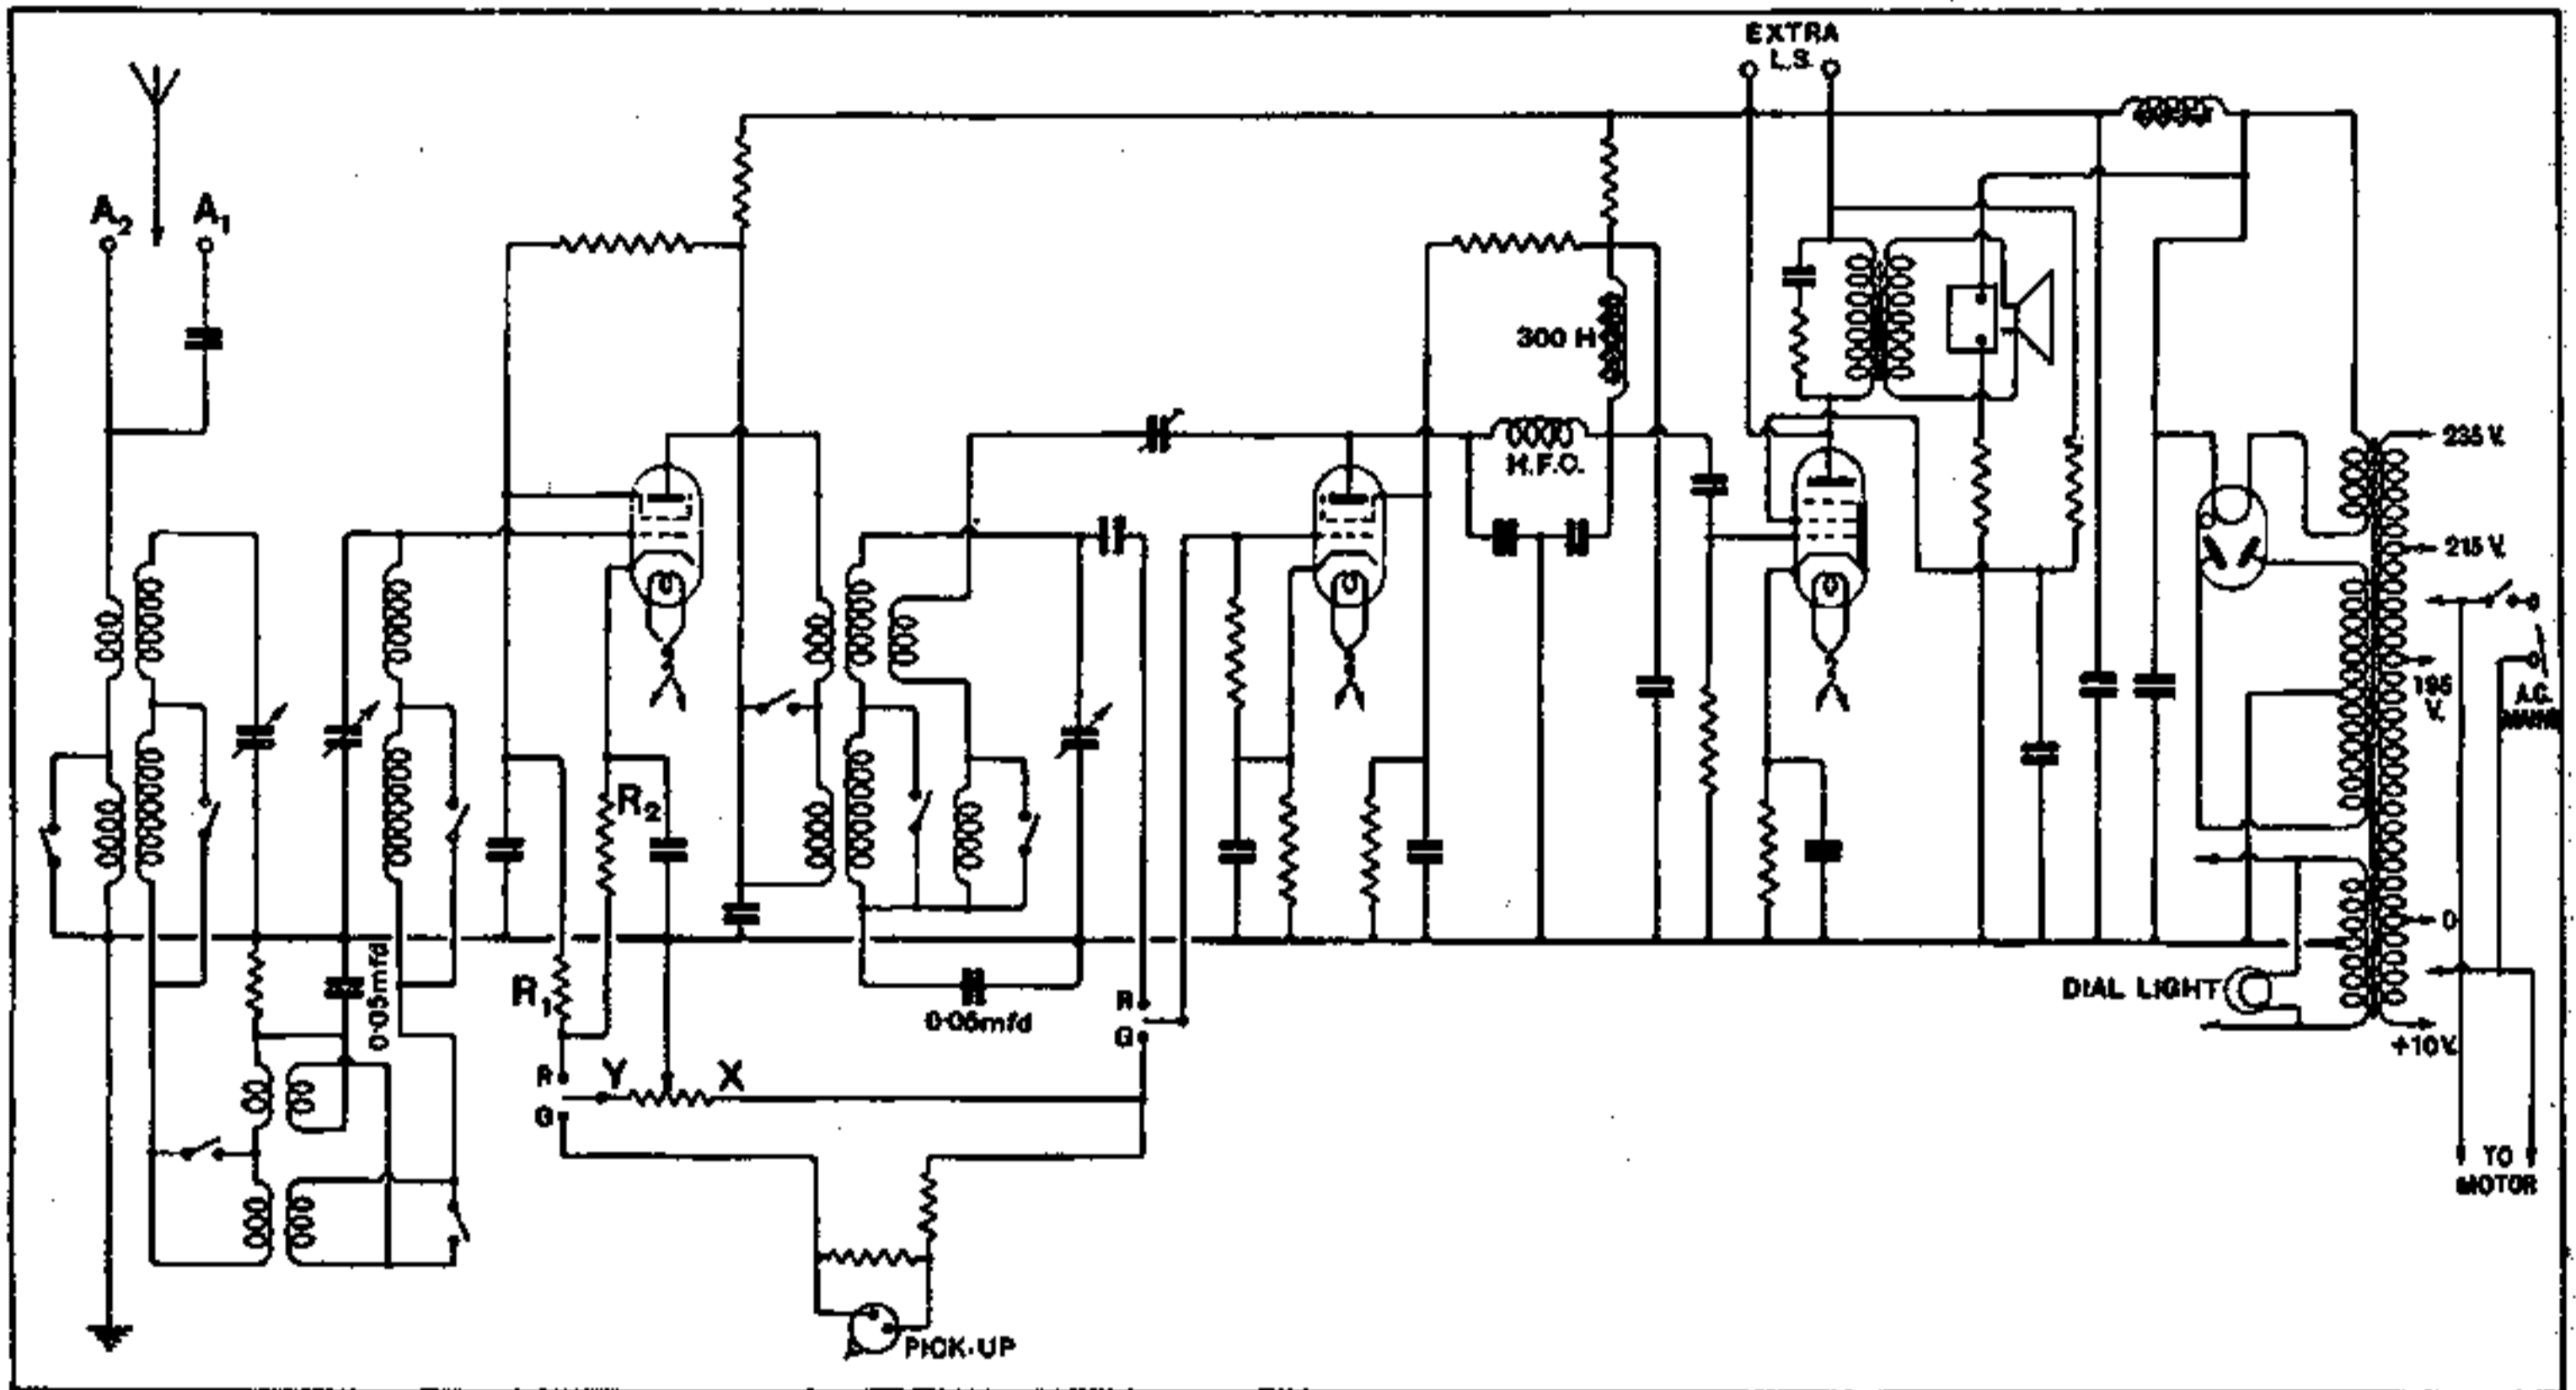 EXTRA
L.S.
A2 A1
300 H
H.F.C.
235 V.
215 V.
195
V.
A.C.
MAINS
R2
R1
0·05mfd
0·05mfd
DIAL LIGHT
0
+10V.
R
G
R
G
Y X
TO
MOTOR
PICK-UP